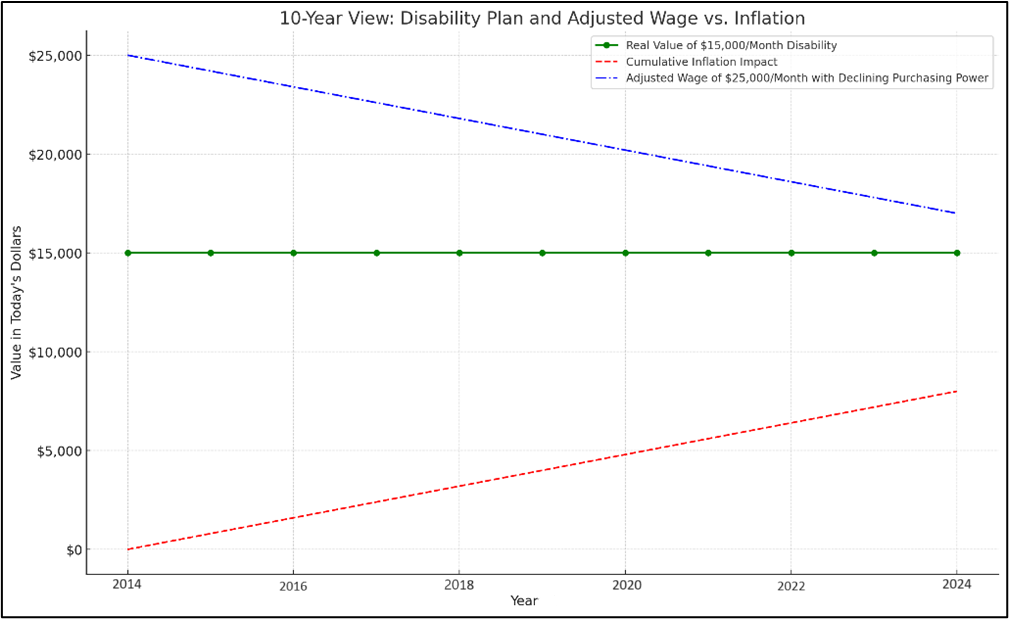 10-Year View: Disability Plan and Adjusted Wage vs. Inflation
Real Value of $15,000/Month Disability
Cumulative Inflation Impact
Adjusted Wage of $25,000/Month with Declining Purchasing Power
Value in Today's Dollars
$25,000
$20,000
$15,000
$10,000
$5,000
$0
2014
2016
2018
2020
2022
2024
Year